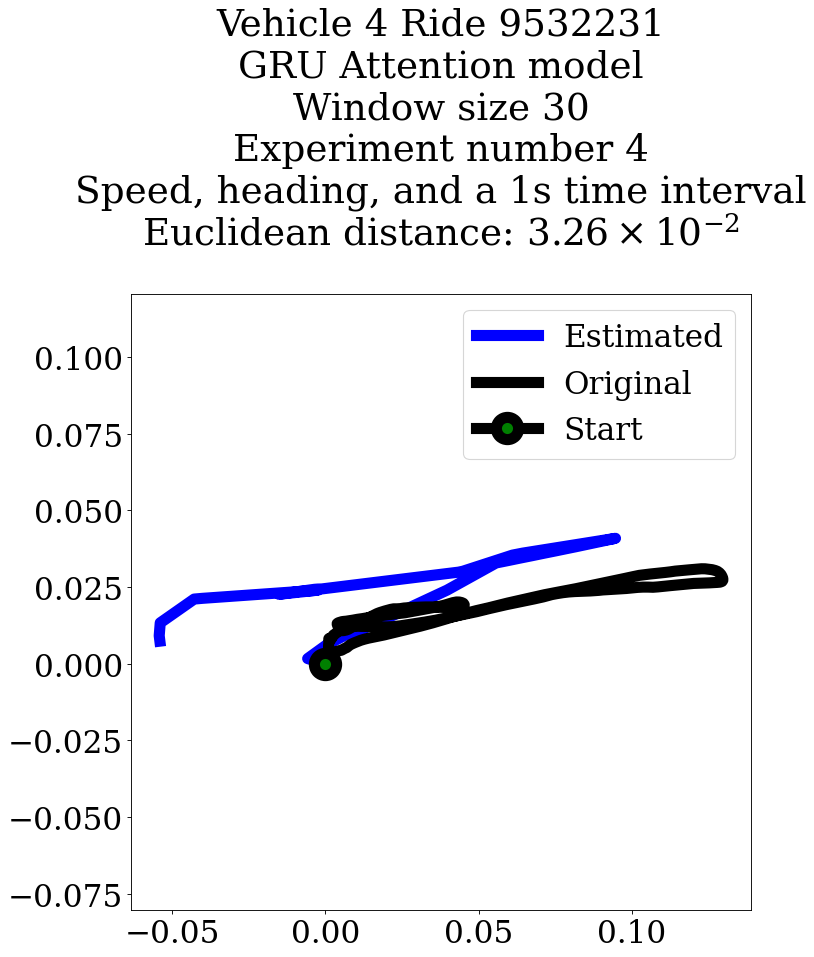 Vehicle 4 Ride 9532231
GRU Attention model
Window size 30
Experiment number 4
Speed, heading, and a 1s time interval
Euclidean distance: 3.26 × 10⁻²
Estimated
Original
Start
0.100
0.075
0.050
0.025
0.000
−0.025
−0.050
−0.075
−0.05 0.00 0.05 0.10